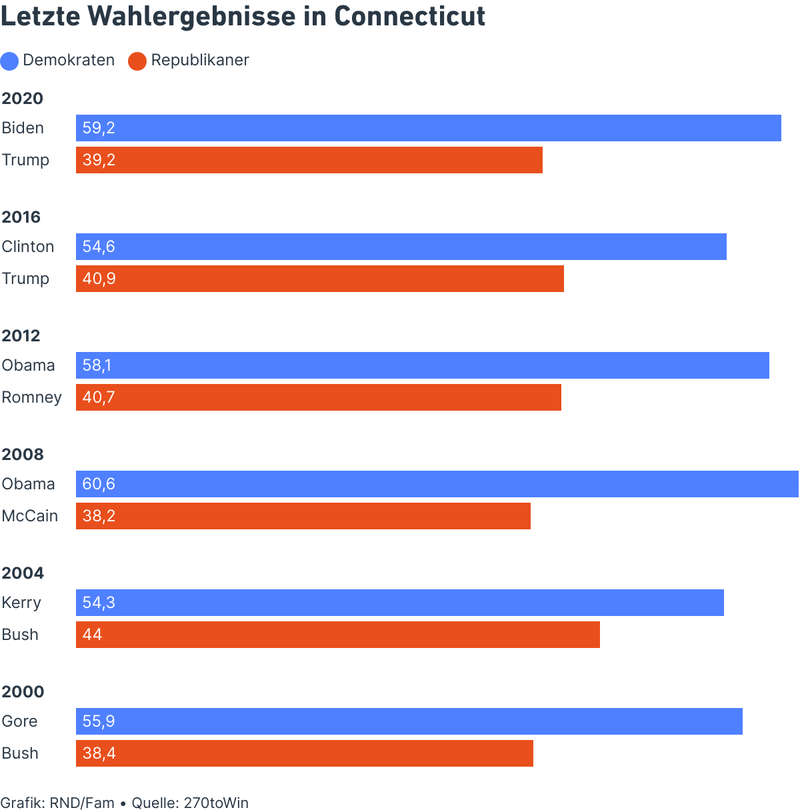 Letzte Wahlergebnisse in Connecticut
Demokraten Republikaner
2020
Biden 59,2
Trump 39,2
2016
Clinton 54,6
Trump 40,9
2012
Obama 58,1
Romney 40,7
2008
Obama 60,6
McCain 38,2
2004
Kerry 54,3
Bush 44
2000
Gore 55,9
Bush 38,4
Grafik: RND/Fam • Quelle: 270toWin